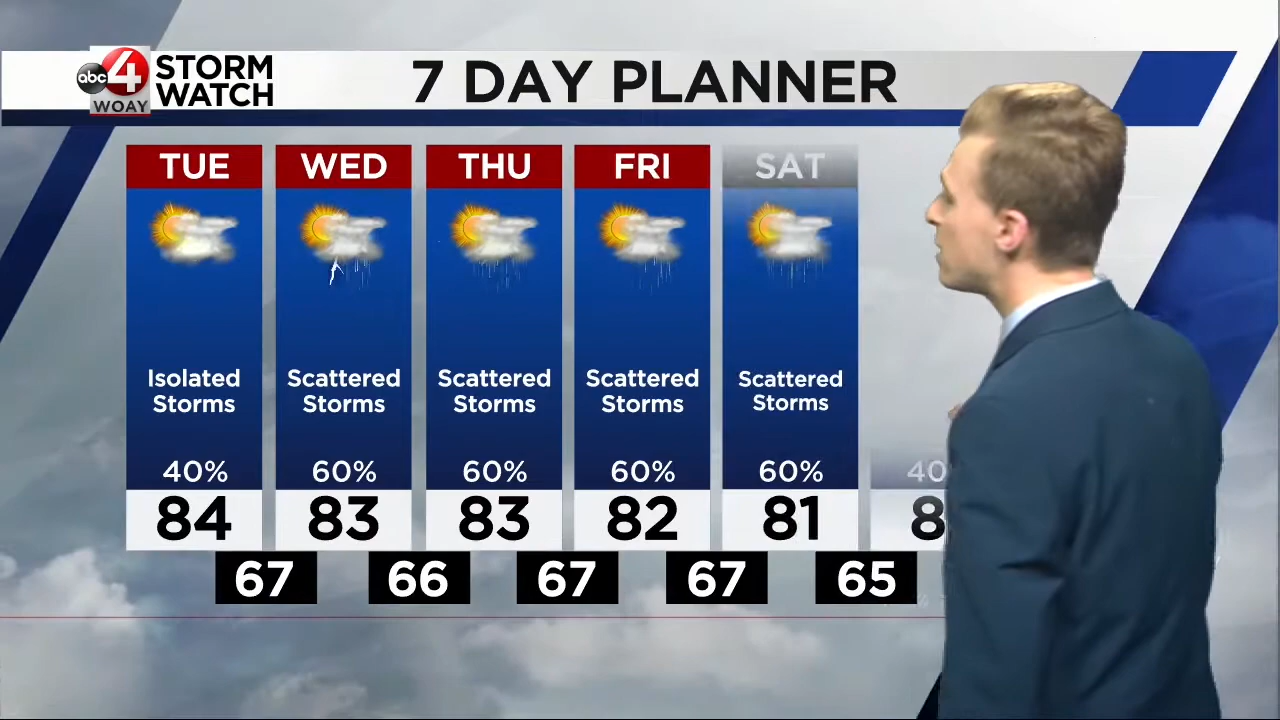 abc 4
WOAY
STORM
WATCH
7 DAY PLANNER
TUE
WED
THU
FRI
SAT
Isolated
Storms
Scattered
Storms
Scattered
Storms
Scattered
Storms
Scattered
Storms
40%
60%
60%
60%
60%
40
84
83
83
82
81
8
67
66
67
67
65